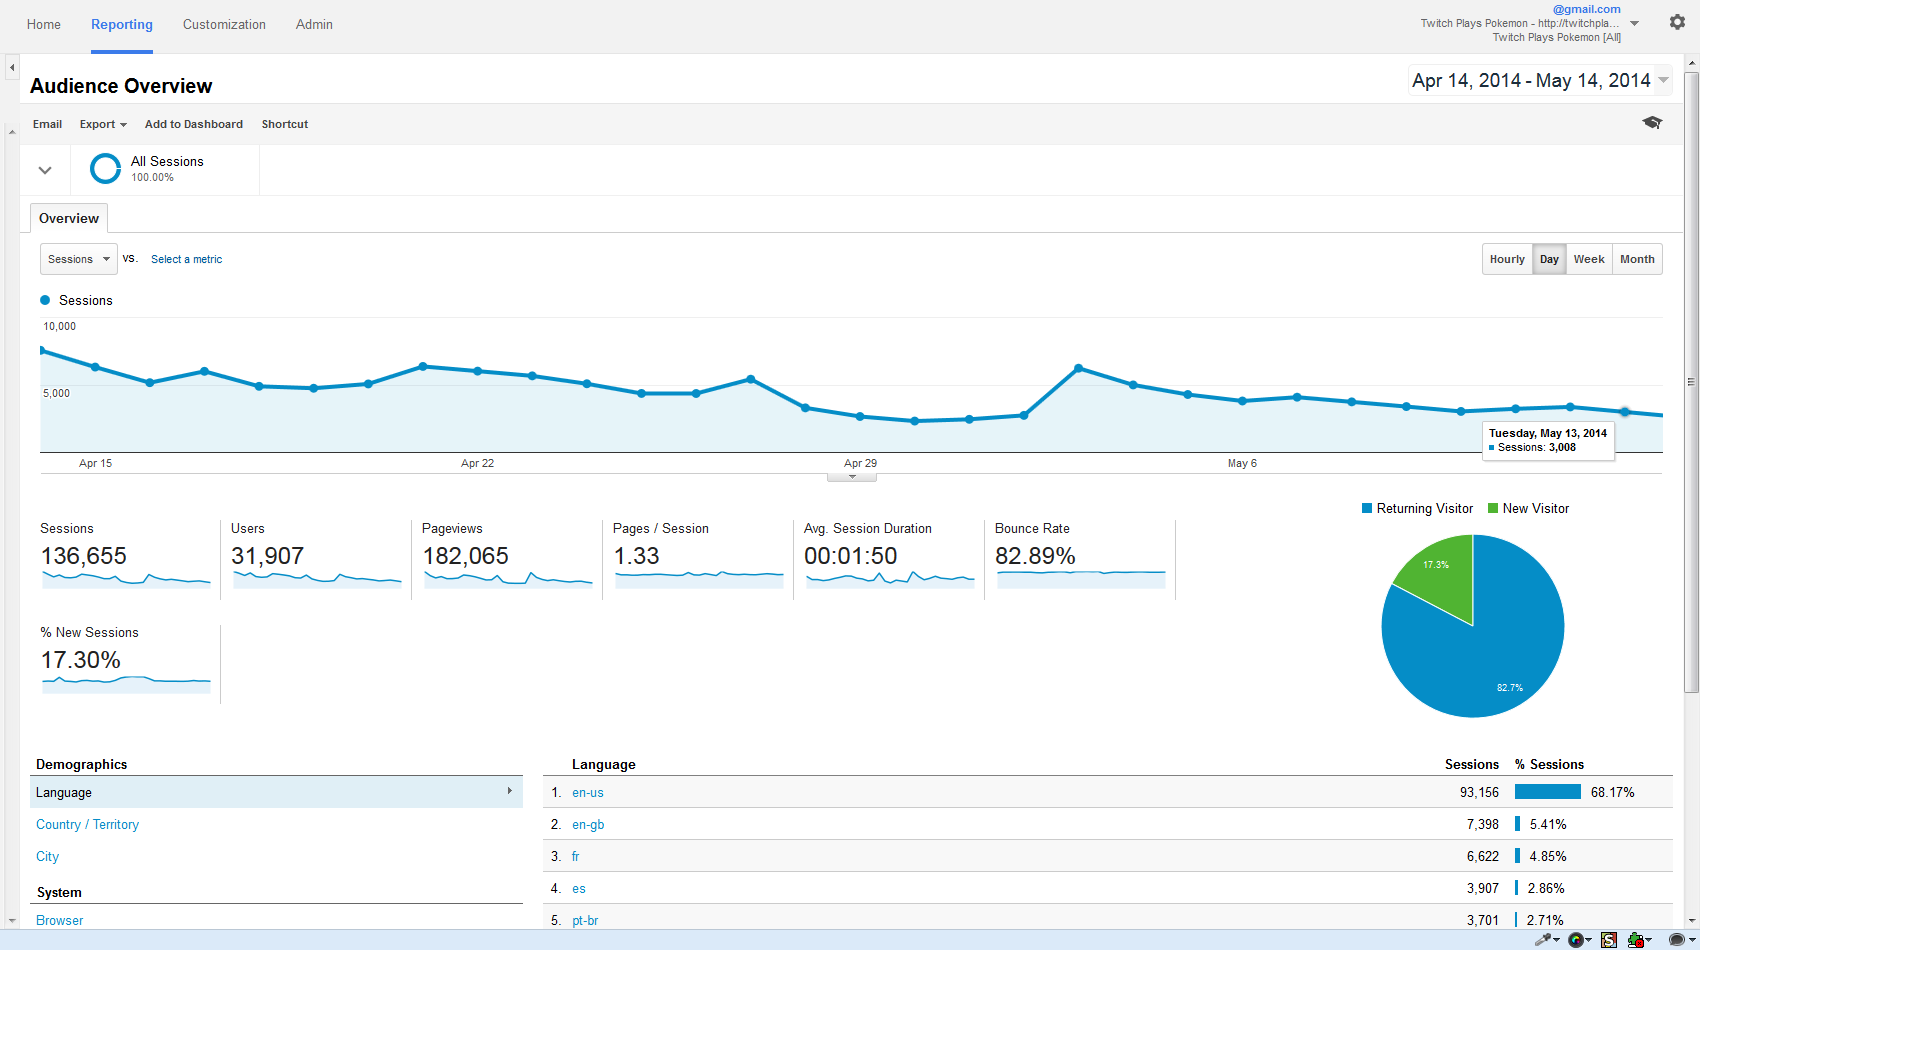 Home Reporting Customization Admin
@gmail.com
Twitch Plays Pokemon - http://twitchpla...
Twitch Plays Pokemon [All]
Audience Overview
Apr 14, 2014 - May 14, 2014
Email Export Add to Dashboard Shortcut
All Sessions
100.00%
Overview
Sessions vs. Select a metric
Hourly Day Week Month
Sessions
10,000
5,000
Tuesday, May 13, 2014
Sessions: 3,008
Apr 15 Apr 22 Apr 29 May 6
Returning Visitor New Visitor
Sessions Users Pageviews Pages / Session Avg. Session Duration Bounce Rate
136,655 31,907 182,065 1.33 00:01:50 82.89%
17.3%
82.7%
% New Sessions
17.30%
Demographics
Language
Country / Territory
City
System
Browser
Language Sessions % Sessions
1. en-us 93,156 68.17%
2. en-gb 7,398 5.41%
3. fr 6,622 4.85%
4. es 3,907 2.86%
5. pt-br 3,701 2.71%
S